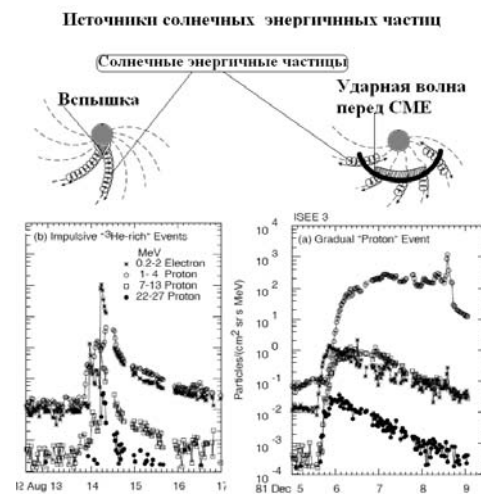 Источники солнечных энергичнных частиц
Солнечные энергичные частицы
Вспышка
Ударная волна
перед СМЕ
ISEE 3
(b) Impulsive "³He-rich" Events
MeV
0.2-2 Electron
1- 4 Proton
7-13 Proton
22-27 Proton
2 Aug 13 14 15 16 17
(a) Gradual "Proton" Event
Particles/(cm² sr s MeV)
10⁴
10³
10²
10¹
10⁰
10⁻¹
10⁻²
10⁻³
10⁻⁴
81 Dec 5 6 7 8 9